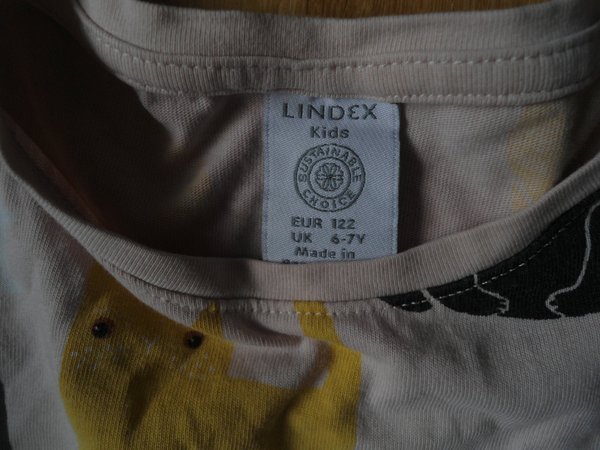 LINDEX
Kids
SUSTAINABLE
CHOICE
EUR 122
UK 6-7Y
Made in